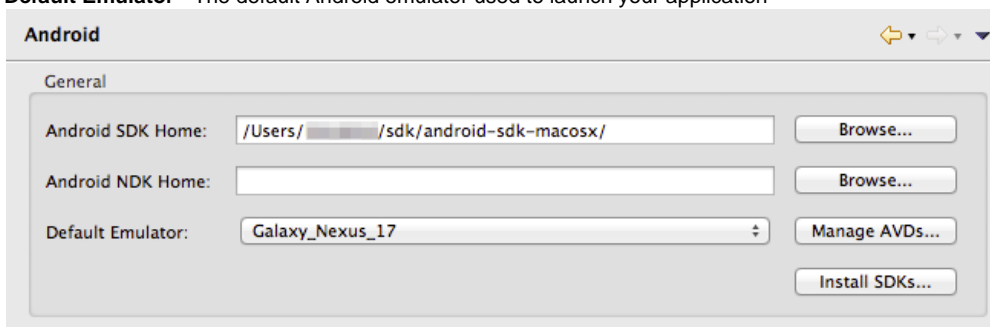 Default Emulator - The default Android emulator used to launch your application
Android
General
Android SDK Home: /Users/ /sdk/android-sdk-macosx/ Browse...
Android NDK Home: Browse...
Default Emulator: Galaxy_Nexus_17 Manage AVDs...
Install SDKs...